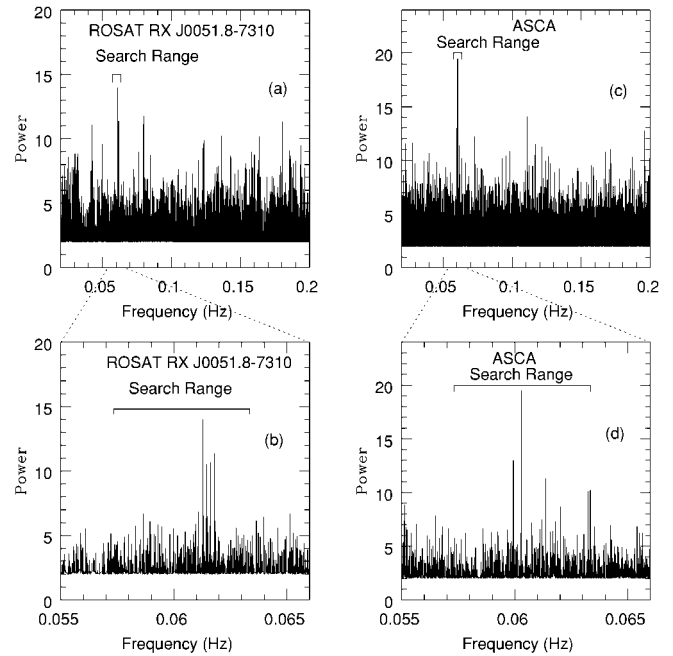 ROSAT RX J0051.8-7310
Search Range
(a)
Power
20
15
10
5
0
0.05
0.1
0.15
0.2
Frequency (Hz)
ASCA
Search Range
(c)
Power
20
15
10
5
0
0.05
0.1
0.15
0.2
Frequency (Hz)
ROSAT RX J0051.8-7310
Search Range
(b)
Power
20
15
10
5
0
0.055
0.06
0.065
Frequency (Hz)
ASCA
Search Range
(d)
Power
20
15
10
5
0
0.055
0.06
0.065
Frequency (Hz)